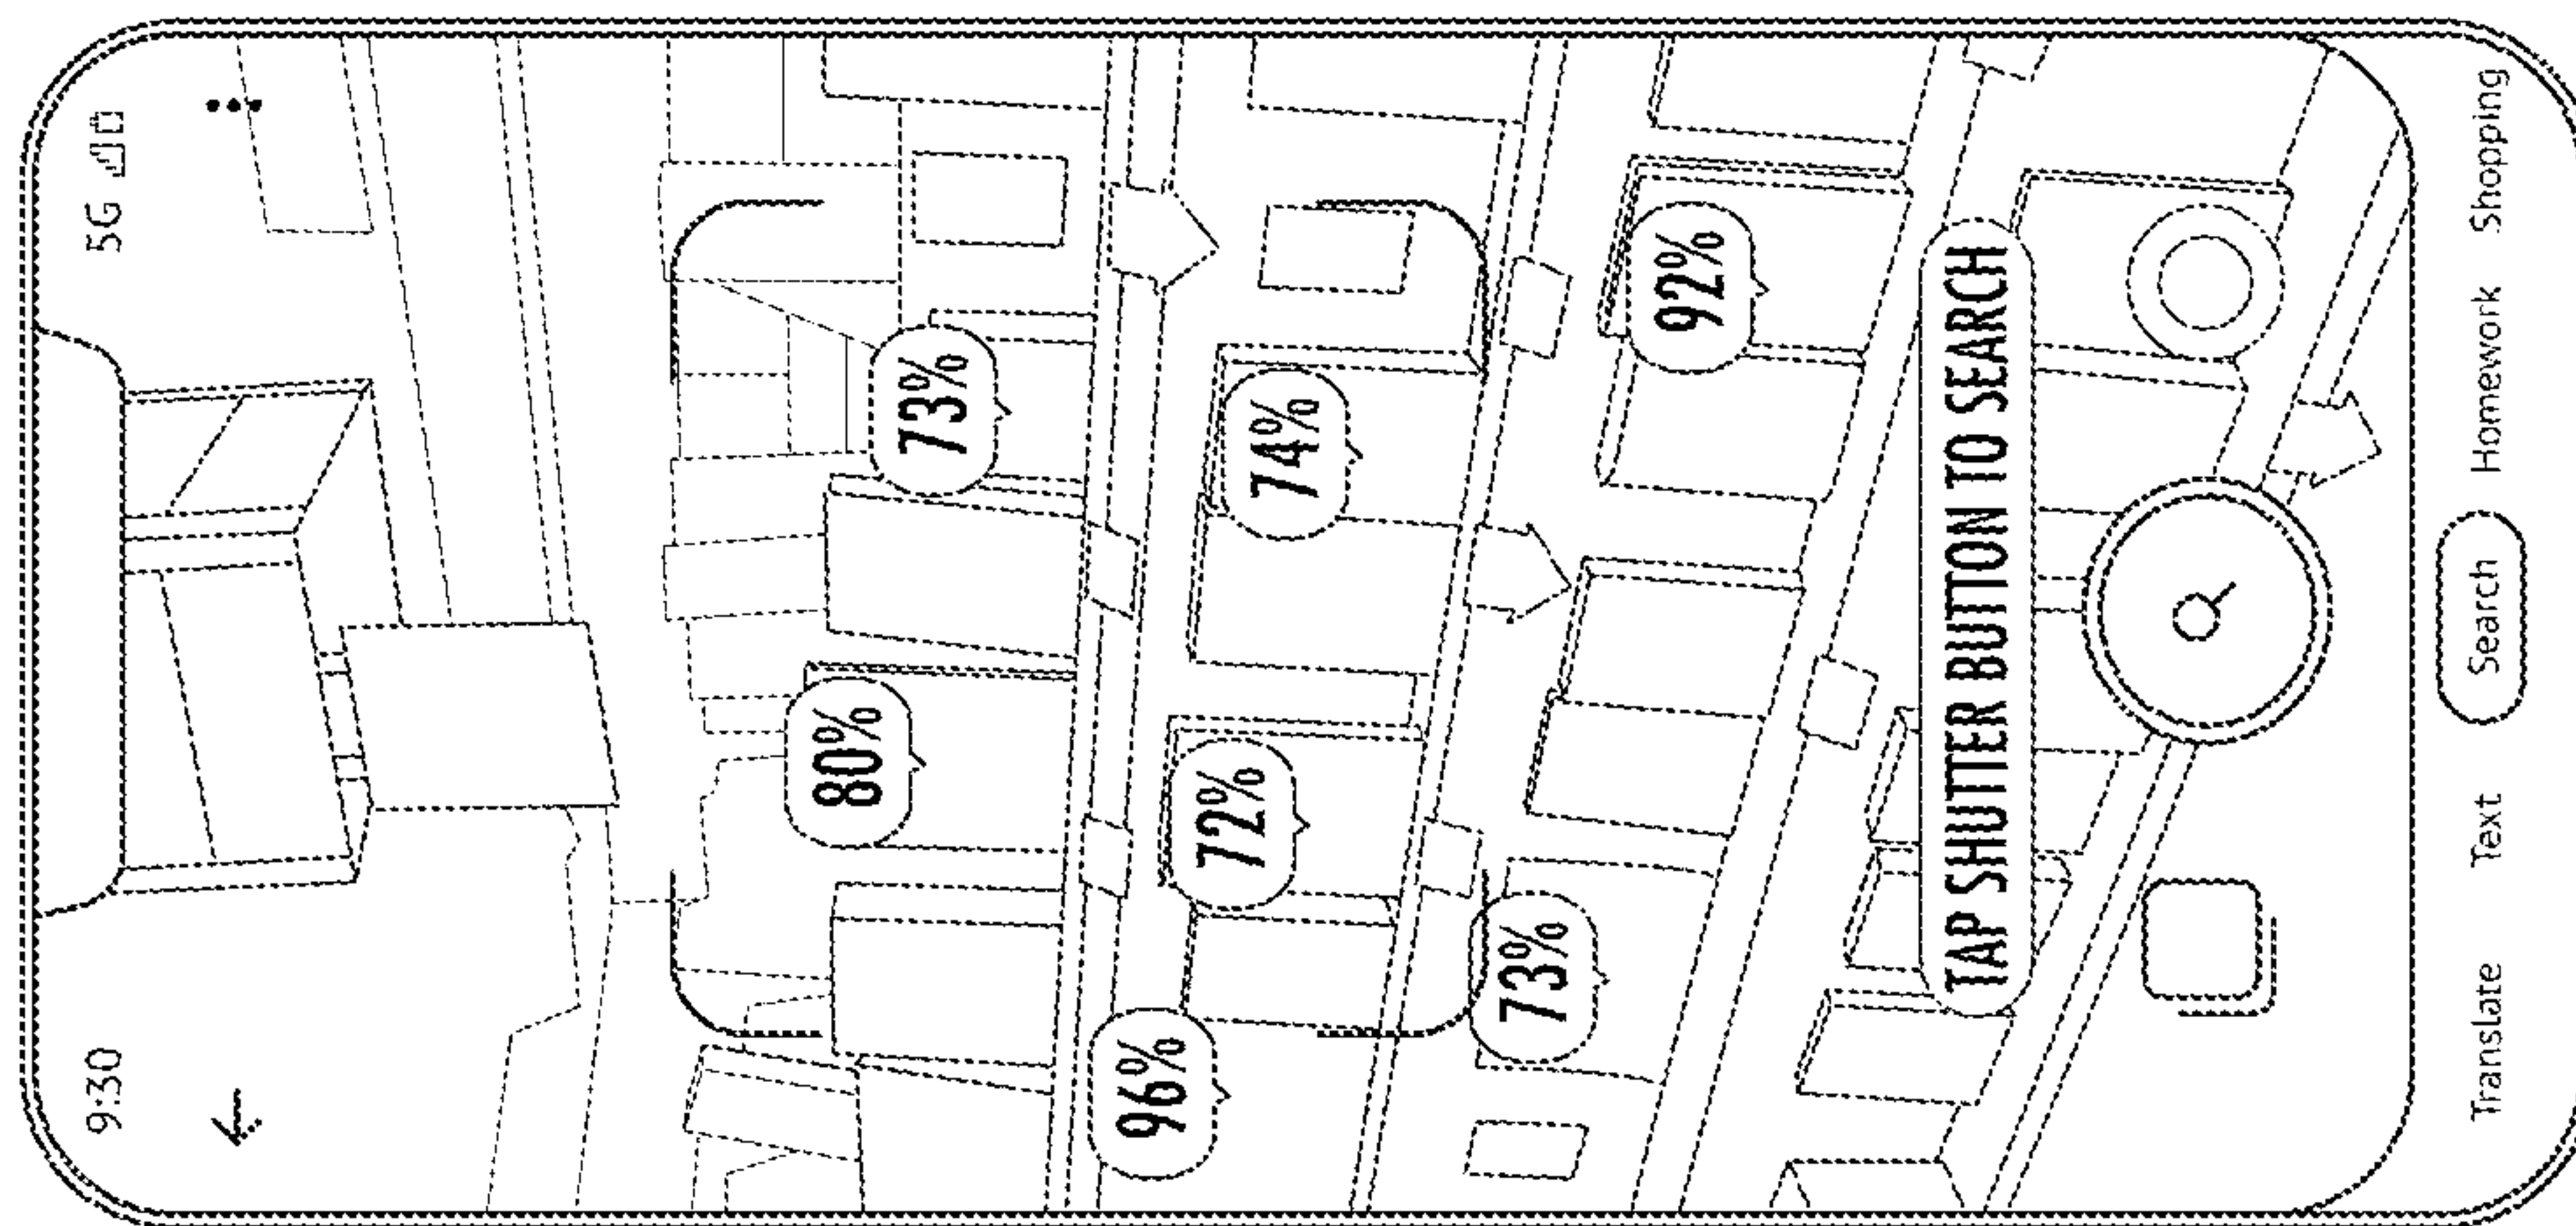 9:30 5G
80%
73%
96%
72%
74%
73%
92%
TAP SHUTTER BUTTON TO SEARCH
Translate Text Search Homework Shopping